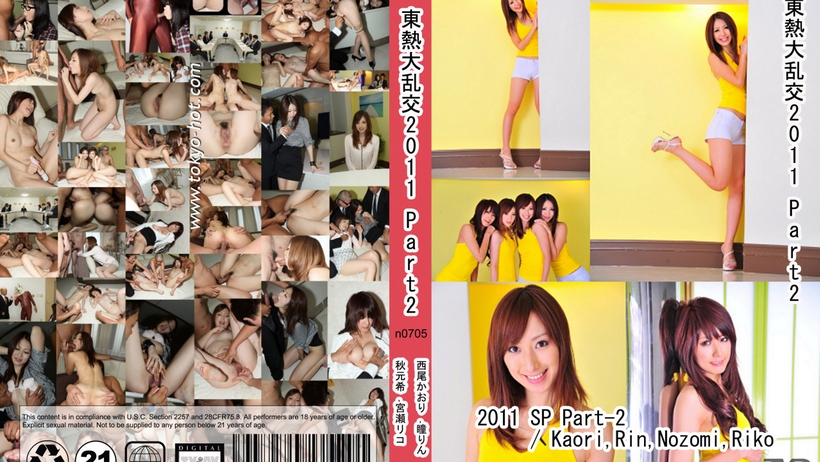 www.tokyo-hot.com
This content is in compliance with U.S.C. Section 2257 and 28CFR75.8. All performers are 18 years of age or older.
Explicit sexual material. Not to be supplied to any person below 21 years of age.
21
DIGITAL
東熱大乱交2011 Part2
n0705
西尾かおり・瞳りん
秋元希・宮瀬リコ
東熱大乱交2011 Part2
2011 SP Part-2
/ Kaori,Rin,Nozomi,Riko